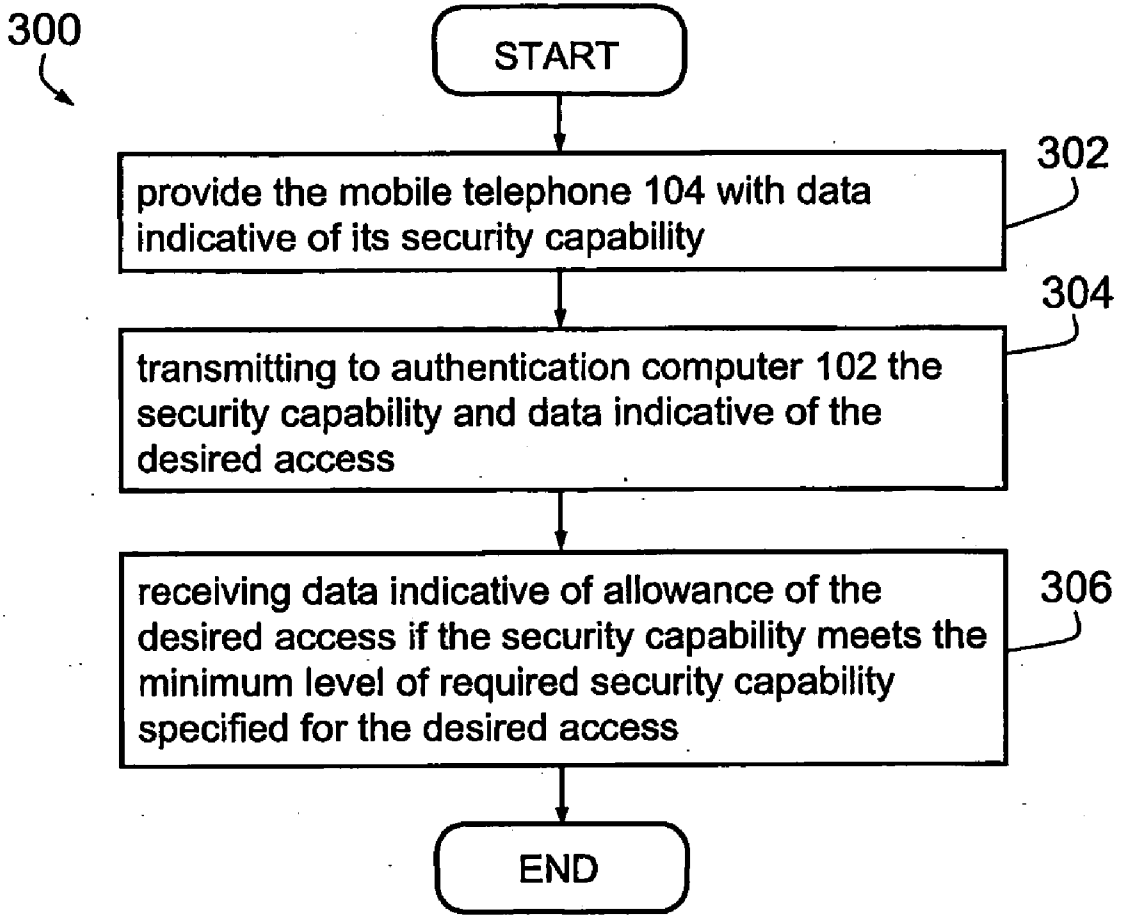 300
START
302
provide the mobile telephone 104 with data
indicative of its security capability
304
transmitting to authentication computer 102 the
security capability and data indicative of the
desired access
306
receiving data indicative of allowance of the
desired access if the security capability meets the
minimum level of required security capability
specified for the desired access
END